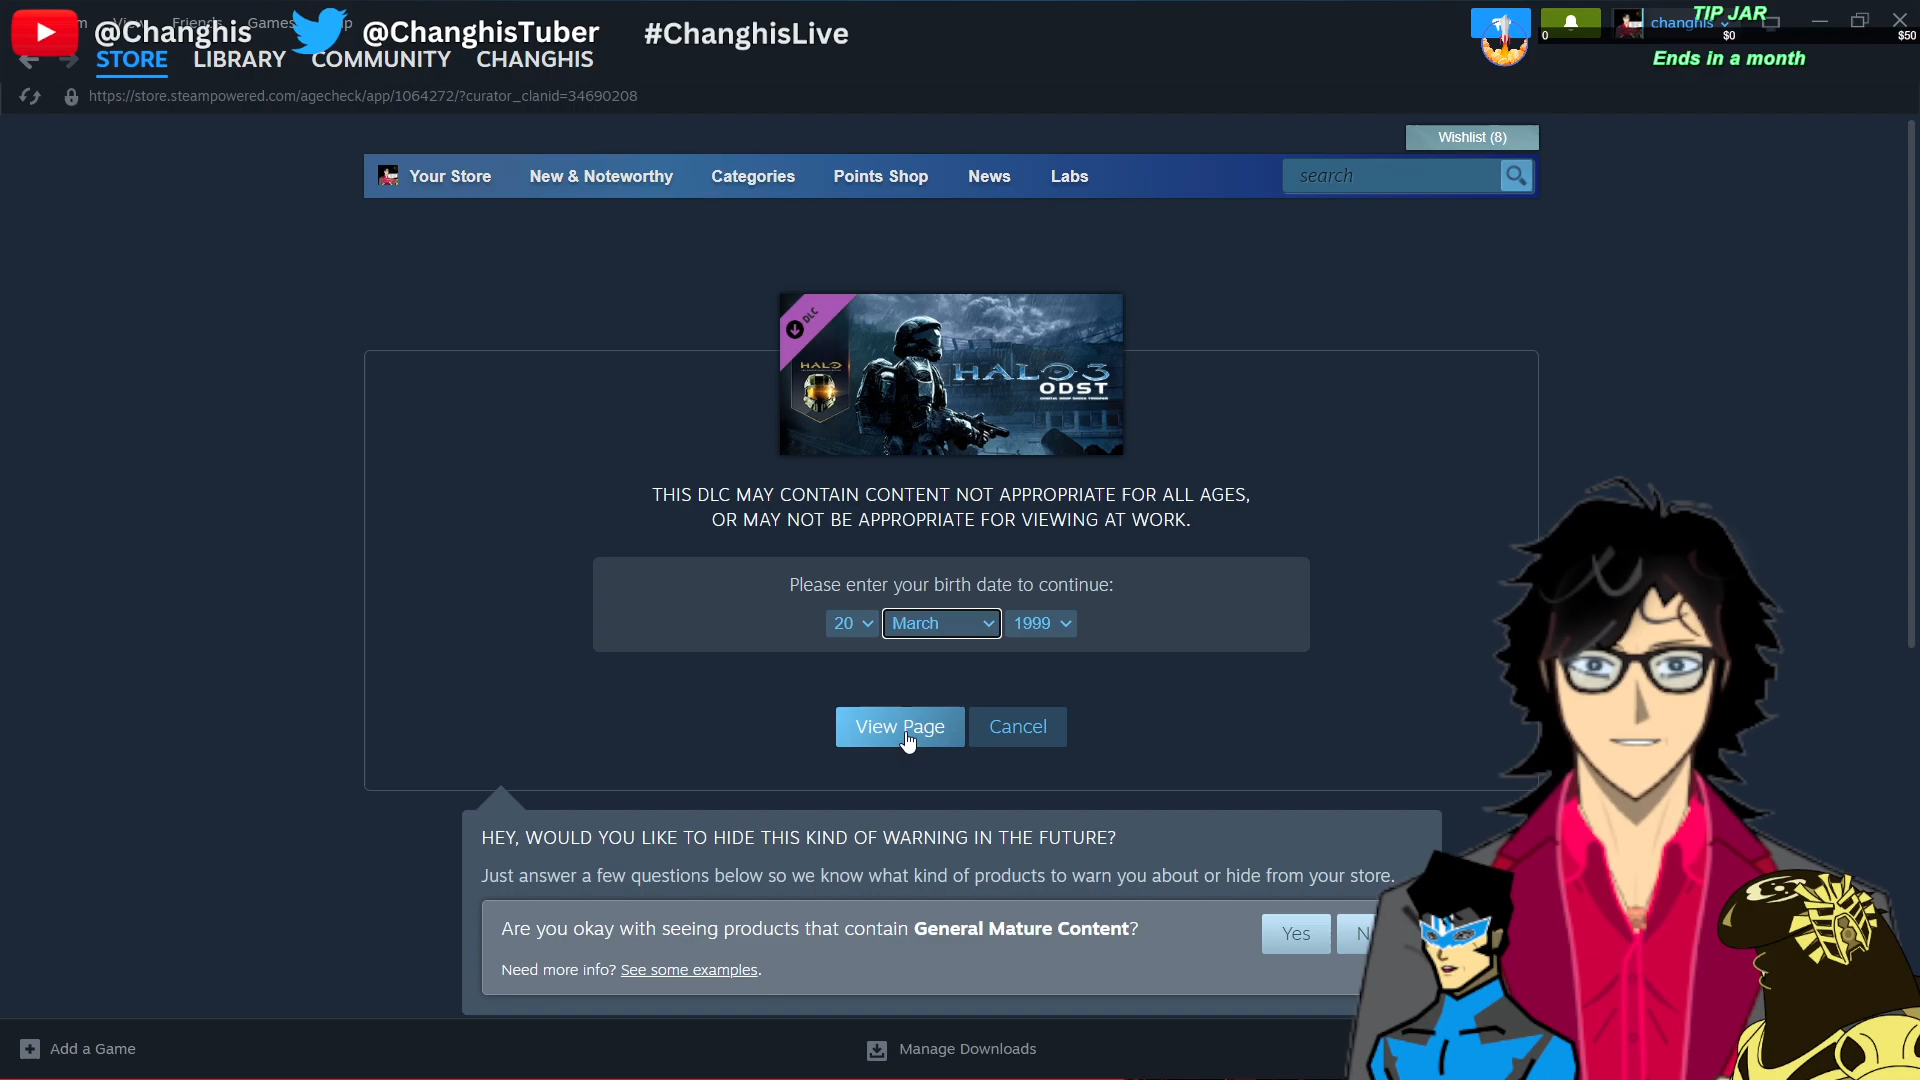 @Changhis @ChanghisTuber #ChanghisLive
Games
changhis
TIP JAR
0 $0 $50
Ends in a month
STORE LIBRARY COMMUNITY CHANGHIS
https://store.steampowered.com/agecheck/app/1064272/?curator_clanid=34690208
Wishlist (8)
Your Store New & Noteworthy Categories Points Shop News Labs search
DLC
HALO
HALO 3
ODST
THIS DLC MAY CONTAIN CONTENT NOT APPROPRIATE FOR ALL AGES,
OR MAY NOT BE APPROPRIATE FOR VIEWING AT WORK.
Please enter your birth date to continue:
20 March 1999
View Page Cancel
HEY, WOULD YOU LIKE TO HIDE THIS KIND OF WARNING IN THE FUTURE?
Just answer a few questions below so we know what kind of products to warn you about or hide from your store.
Are you okay with seeing products that contain General Mature Content?
Yes
Need more info? See some examples.
Add a Game
Manage Downloads